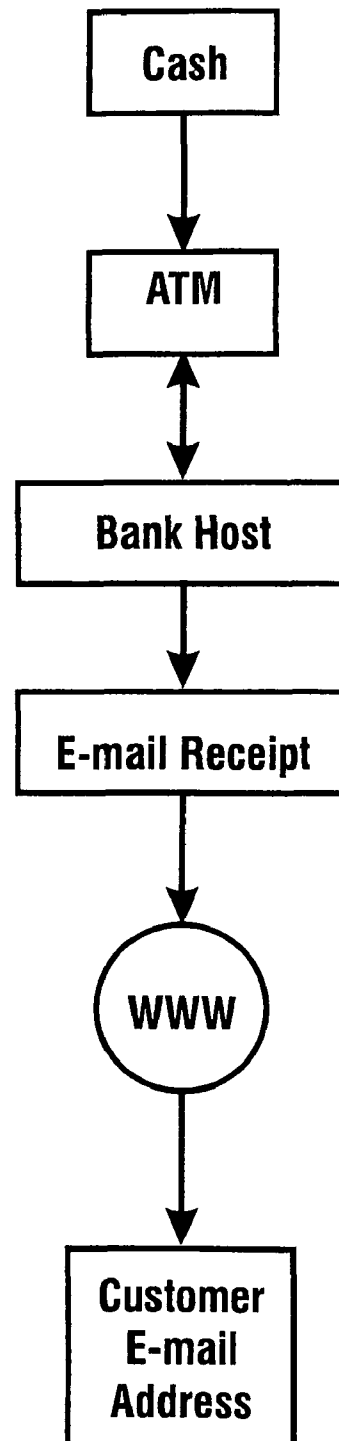 Cash
ATM
Bank Host
E-mail Receipt
WWW
Customer
E-mail
Address